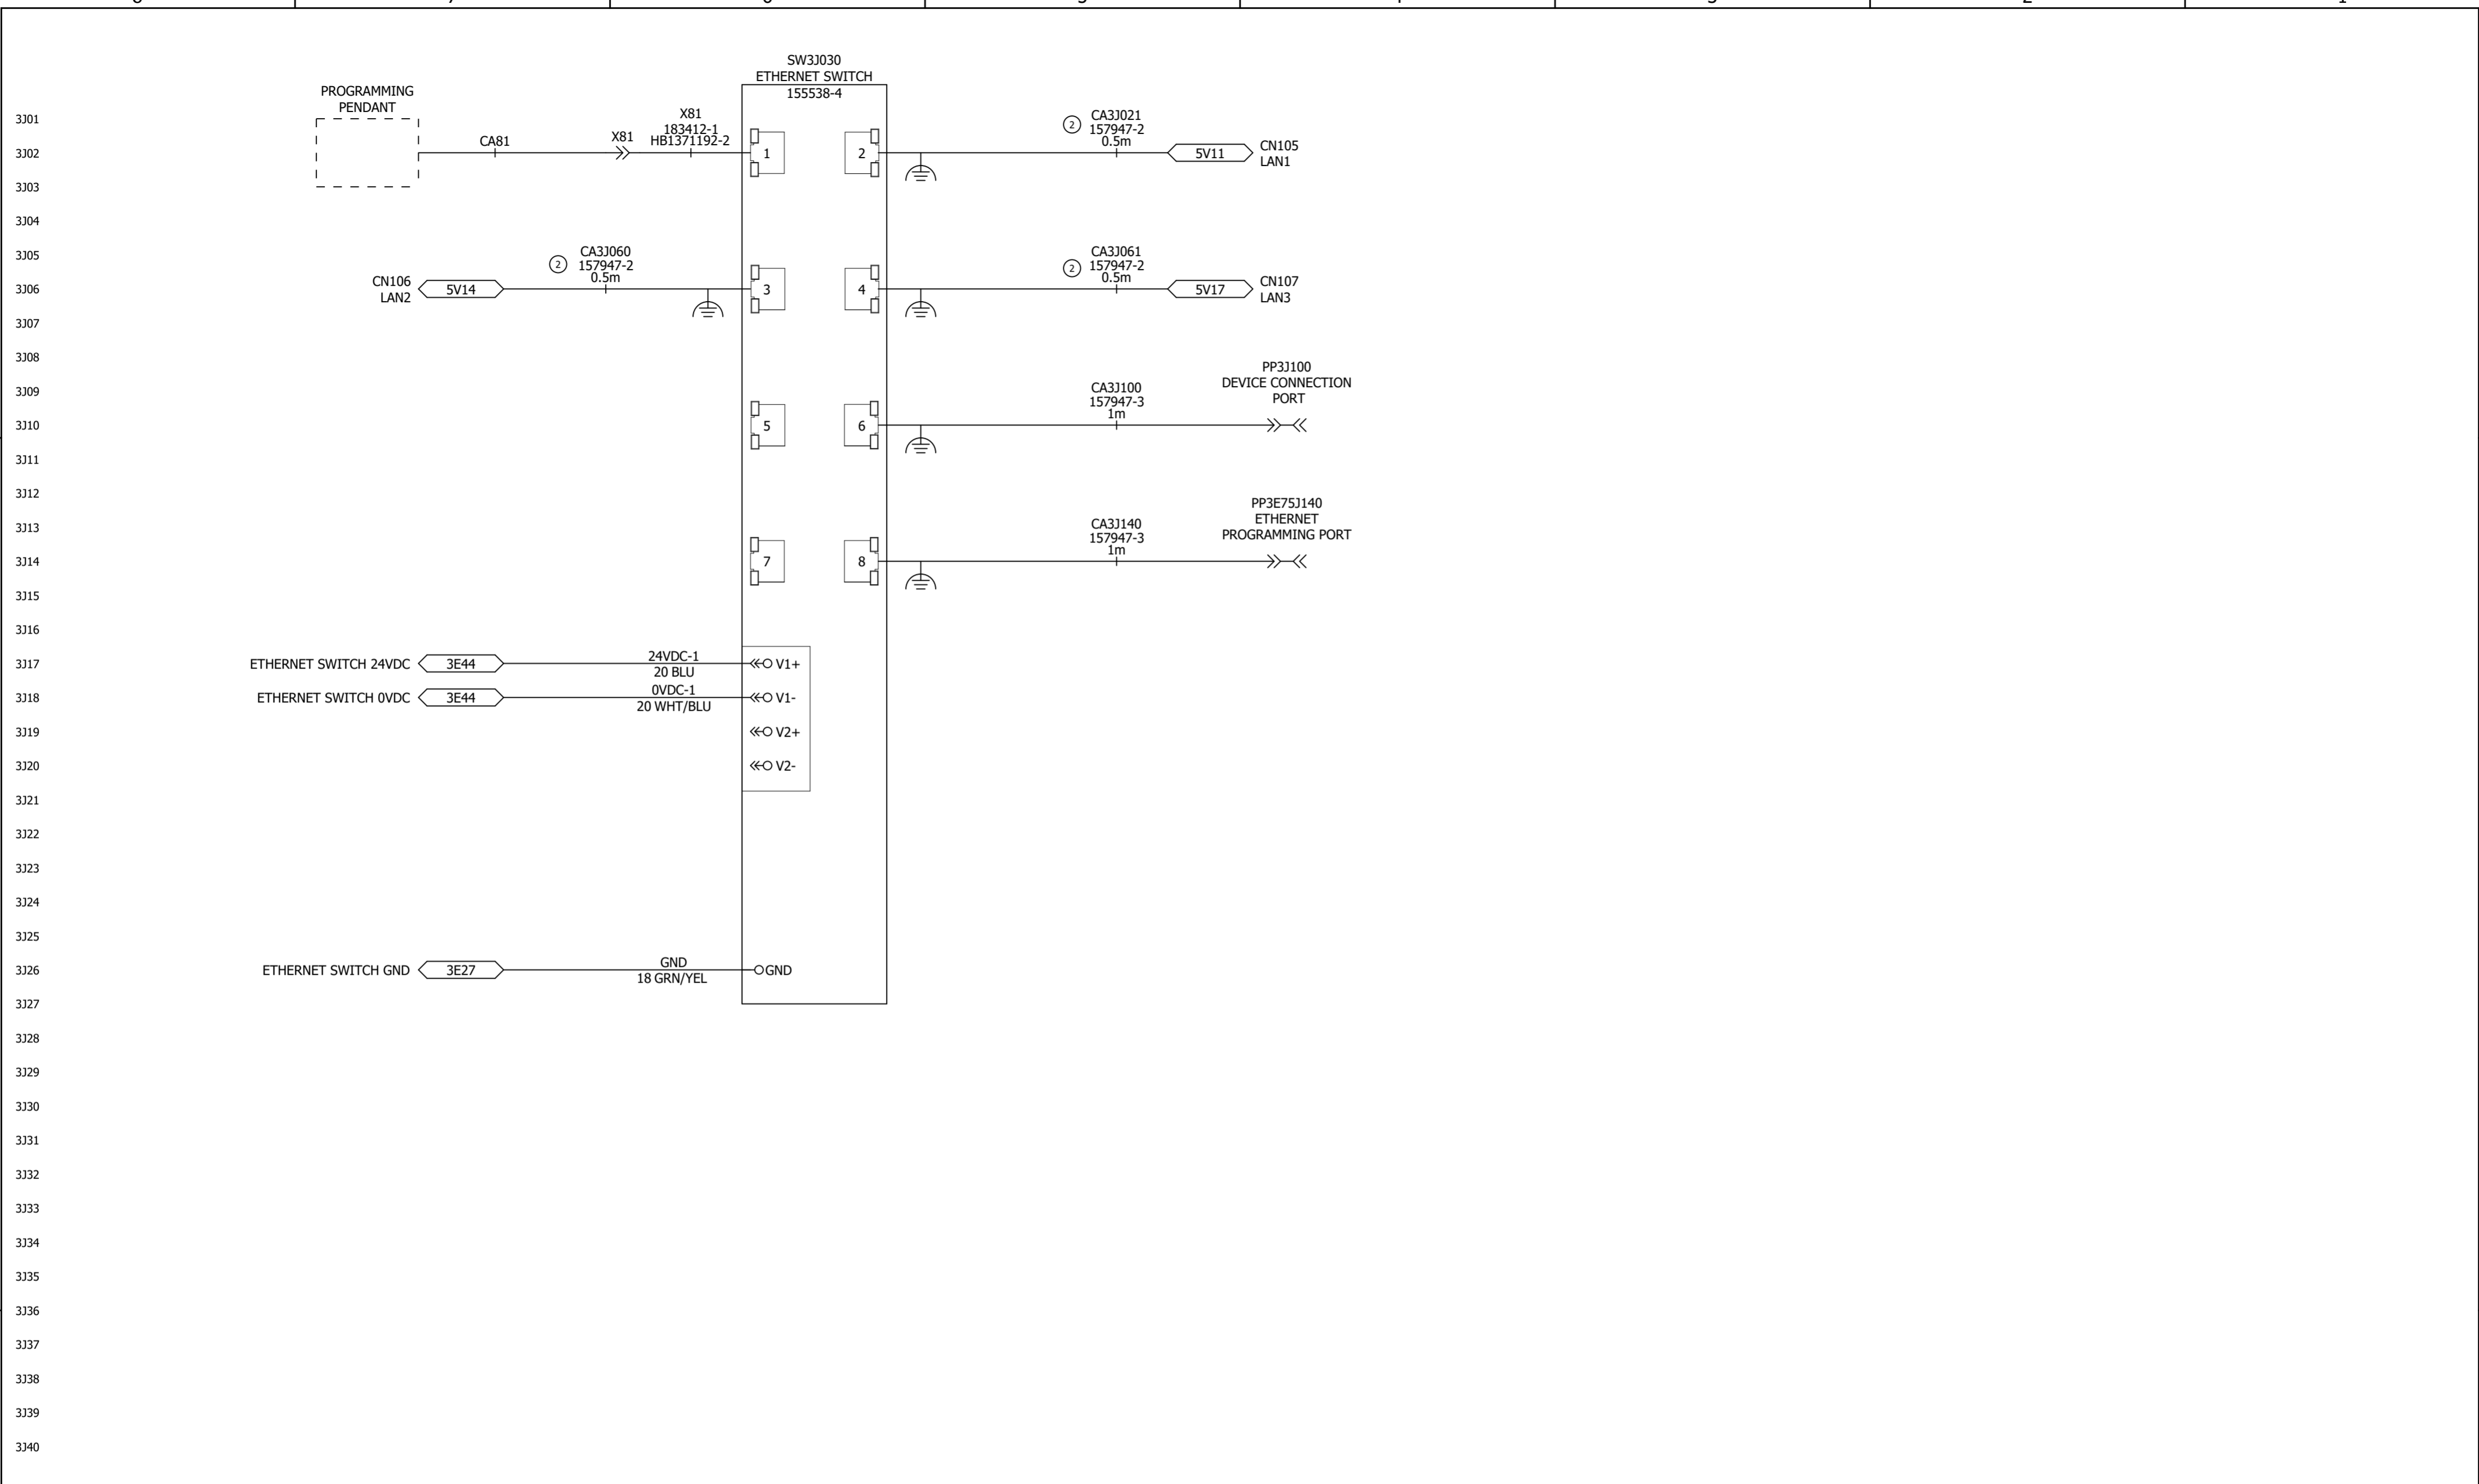 SW3J030
ETHERNET SWITCH
155538-4
PROGRAMMING
PENDANT
3J01
X81
183412-1
HB1371192-2
CA3J021
2
157947-2
0.5m
3J02
CA81
X81
1
2
5V11
CN105
LAN1
3J03
3J04
3J05
CA3J060
2
157947-2
0.5m
CA3J061
2
157947-2
0.5m
3J06
CN106
LAN2
5V14
3
4
5V17
CN107
LAN3
3J07
3J08
PP3J100
DEVICE CONNECTION
PORT
3J09
CA3J100
157947-3
1m
3J10
5
6
3J11
3J12
PP3E75J140
ETHERNET
PROGRAMMING PORT
3J13
CA3J140
157947-3
1m
3J14
7
8
3J15
3J16
3J17
ETHERNET SWITCH 24VDC
3E44
24VDC-1
20 BLU
V1+
3J18
ETHERNET SWITCH 0VDC
3E44
0VDC-1
20 WHT/BLU
V1-
3J19
V2+
3J20
V2-
3J21
3J22
3J23
3J24
3J25
3J26
ETHERNET SWITCH GND
3E27
GND
18 GRN/YEL
GND
3J27
3J28
3J29
3J30
3J31
3J32
3J33
3J34
3J35
3J36
3J37
3J38
3J39
3J40